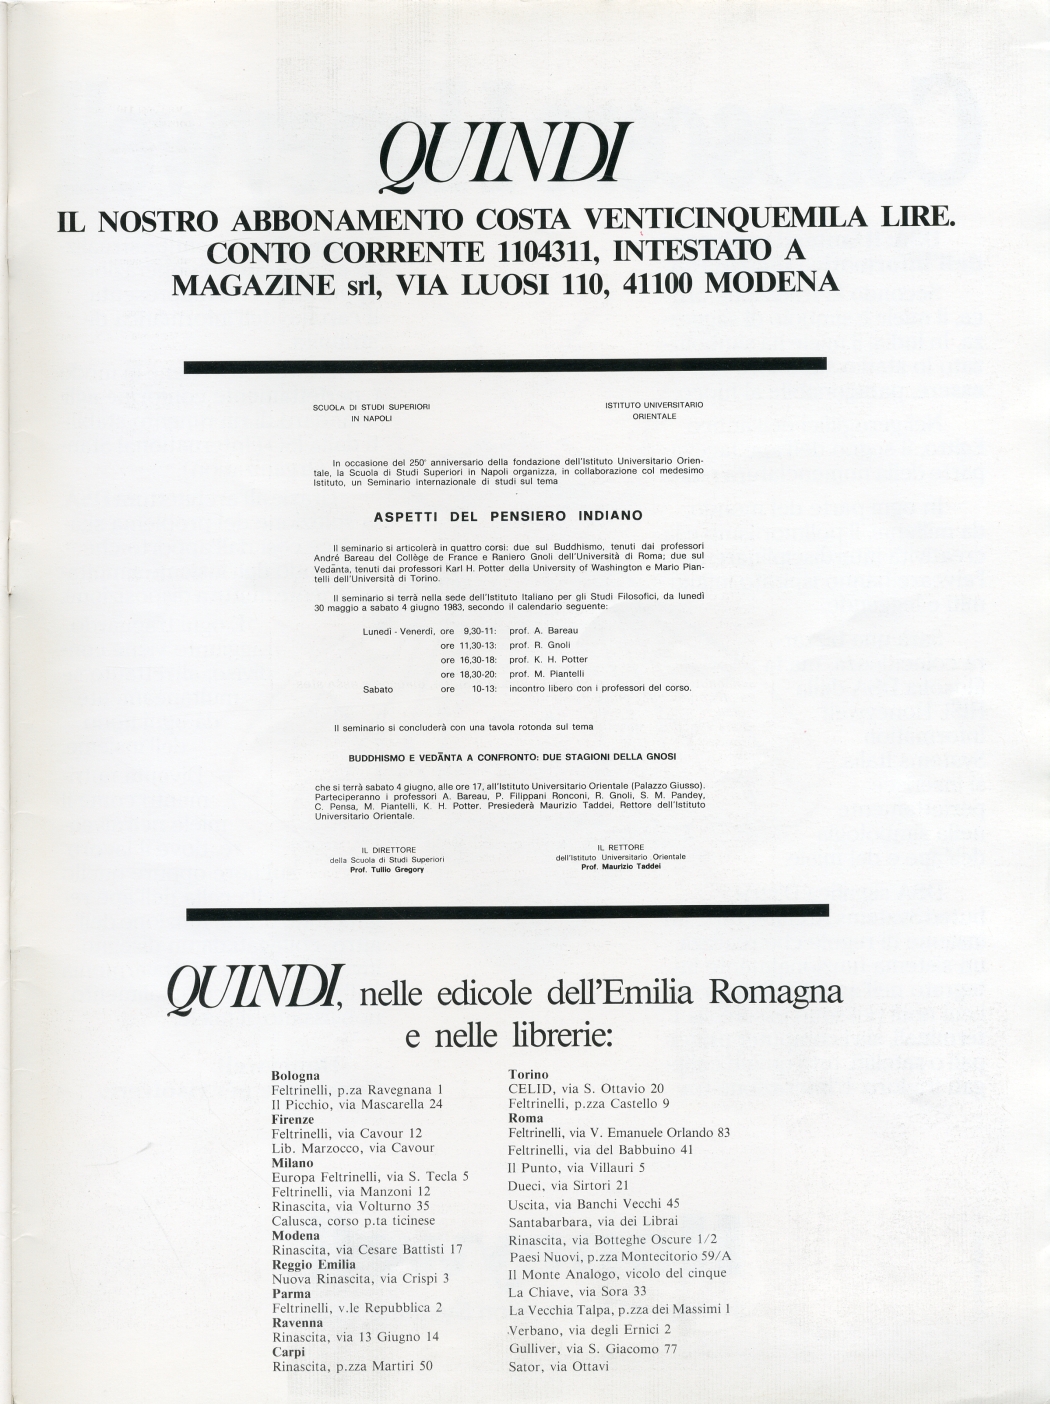 QUINDI
IL NOSTRO ABBONAMENTO COSTA VENTICINQUEMILA LIRE.
CONTO CORRENTE 1104311, INTESTATO A
MAGAZINE srl, VIA LUOSI 110, 41100 MODENA
SCUOLA DI STUDI SUPERIORI
IN NAPOLI
ISTITUTO UNIVERSITARIO
ORIENTALE
In occasione del 250° anniversario della fondazione dell'Istituto Universitario Orien-
tale, la Scuola di Studi Superiori in Napoli organizza, in collaborazione col medesimo
Istituto, un Seminario internazionale di studi sul tema
ASPETTI DEL PENSIERO INDIANO
Il seminario si articolerà in quattro corsi: due sul Buddhismo, tenuti dai professori
André Bareau del Collège de France e Raniero Gnoli dell'Università di Roma; due sul
Vedānta, tenuti dai professori Karl H. Potter della University of Washington e Mario Pian-
telli dell'Università di Torino.
Il seminario si terrà nella sede dell'Istituto Italiano per gli Studi Filosofici, da lunedì
30 maggio a sabato 4 giugno 1983, secondo il calendario seguente:
Lunedì - Venerdì, ore 9,30-11: prof. A. Bareau
ore 11,30-13: prof. R. Gnoli
ore 16,30-18: prof. K. H. Potter
ore 18,30-20: prof. M. Piantelli
Sabato ore 10-13: incontro libero con i professori del corso.
Il seminario si concluderà con una tavola rotonda sul tema
BUDDHISMO E VEDĀNTA A CONFRONTO: DUE STAGIONI DELLA GNOSI
che si terrà sabato 4 giugno, alle ore 17, all'Istituto Universitario Orientale (Palazzo Giusso).
Parteciperanno i professori A. Bareau, P. Filippani Ronconi, R. Gnoli, S. M. Pandey,
C. Pensa, M. Piantelli, K. H. Potter. Presiederà Maurizio Taddei, Rettore dell'Istituto
Universitario Orientale.
IL DIRETTORE
della Scuola di Studi Superiori
Prof. Tullio Gregory
IL RETTORE
dell'Istituto Universitario Orientale
Prof. Maurizio Taddei
QUINDI, nelle edicole dell'Emilia Romagna
e nelle librerie:
Bologna
Feltrinelli, p.za Ravegnana 1
Il Picchio, via Mascarella 24
Firenze
Feltrinelli, via Cavour 12
Lib. Marzocco, via Cavour
Milano
Europa Feltrinelli, via S. Tecla 5
Feltrinelli, via Manzoni 12
Rinascita, via Volturno 35
Calusca, corso p.ta ticinese
Modena
Rinascita, via Cesare Battisti 17
Reggio Emilia
Nuova Rinascita, via Crispi 3
Parma
Feltrinelli, v.le Repubblica 2
Ravenna
Rinascita, via 13 Giugno 14
Carpi
Rinascita, p.zza Martiri 50
Torino
CELID, via S. Ottavio 20
Feltrinelli, p.zza Castello 9
Roma
Feltrinelli, via V. Emanuele Orlando 83
Feltrinelli, via del Babbuino 41
Il Punto, via Villauri 5
Dueci, via Sirtori 21
Uscita, via Banchi Vecchi 45
Santabarbara, via dei Librai
Rinascita, via Botteghe Oscure 1/2
Paesi Nuovi, p.zza Montecitorio 59/A
Il Monte Analogo, vicolo del cinque
La Chiave, via Sora 33
La Vecchia Talpa, p.zza dei Massimi 1
Verbano, via degli Ernici 2
Gulliver, via S. Giacomo 77
Sator, via Ottavi